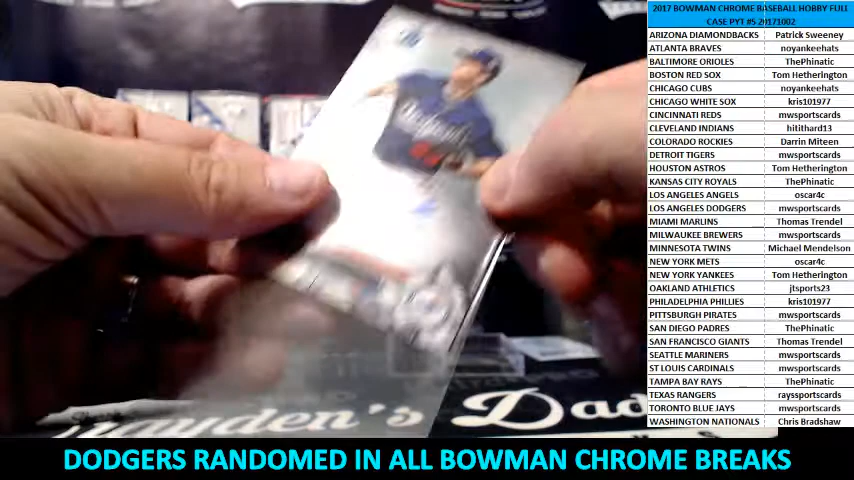 2017 BOWMAN CHROME BASEBALL HOBBY FULL
CASE PYT #5 20171002
ARIZONA DIAMONDBACKS Patrick Sweeney
ATLANTA BRAVES noyankeehats
BALTIMORE ORIOLES ThePhinatic
BOSTON RED SOX Tom Hetherington
CHICAGO CUBS noyankeehats
CHICAGO WHITE SOX kris101977
CINCINNATI REDS mwsportscards
CLEVELAND INDIANS hitithard13
COLORADO ROCKIES Darrin Miteen
DETROIT TIGERS mwsportscards
HOUSTON ASTROS Tom Hetherington
KANSAS CITY ROYALS ThePhinatic
LOS ANGELES ANGELS oscar4c
LOS ANGELES DODGERS mwsportscards
MIAMI MARLINS Thomas Trendel
MILWAUKEE BREWERS mwsportscards
MINNESOTA TWINS Michael Mendelson
NEW YORK METS oscar4c
NEW YORK YANKEES Tom Hetherington
OAKLAND ATHLETICS jtsports23
PHILADELPHIA PHILLIES kris101977
PITTSBURGH PIRATES mwsportscards
SAN DIEGO PADRES ThePhinatic
SAN FRANCISCO GIANTS Thomas Trendel
SEATTLE MARINERS mwsportscards
ST LOUIS CARDINALS mwsportscards
TAMPA BAY RAYS ThePhinatic
TEXAS RANGERS rayssportscards
TORONTO BLUE JAYS mwsportscards
WASHINGTON NATIONALS Chris Bradshaw
Dodgers
ayden's Dad
DODGERS RANDOMED IN ALL BOWMAN CHROME BREAKS